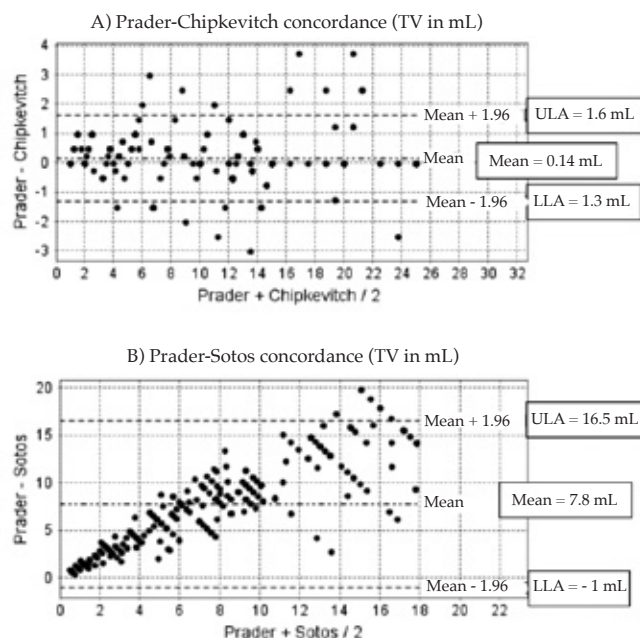 A) Prader-Chipkevitch concordance (TV in mL)
Prader - Chipkevitch
4
3
2
1
0
-1
-2
-3
Mean + 1.96
ULA = 1.6 mL
Mean
Mean = 0.14 mL
Mean - 1.96
LLA = 1.3 mL
0 2 4 6 8 10 12 14 16 18 20 22 24 26 28 30 32
Prader + Chipkevitch / 2
B) Prader-Sotos concordance (TV in mL)
Prader - Sotos
20
15
10
5
0
Mean + 1.96
ULA = 16.5 mL
Mean
Mean = 7.8 mL
Mean - 1.96
LLA = - 1 mL
0 2 4 6 8 10 12 14 16 18 20 22
Prader + Sotos / 2